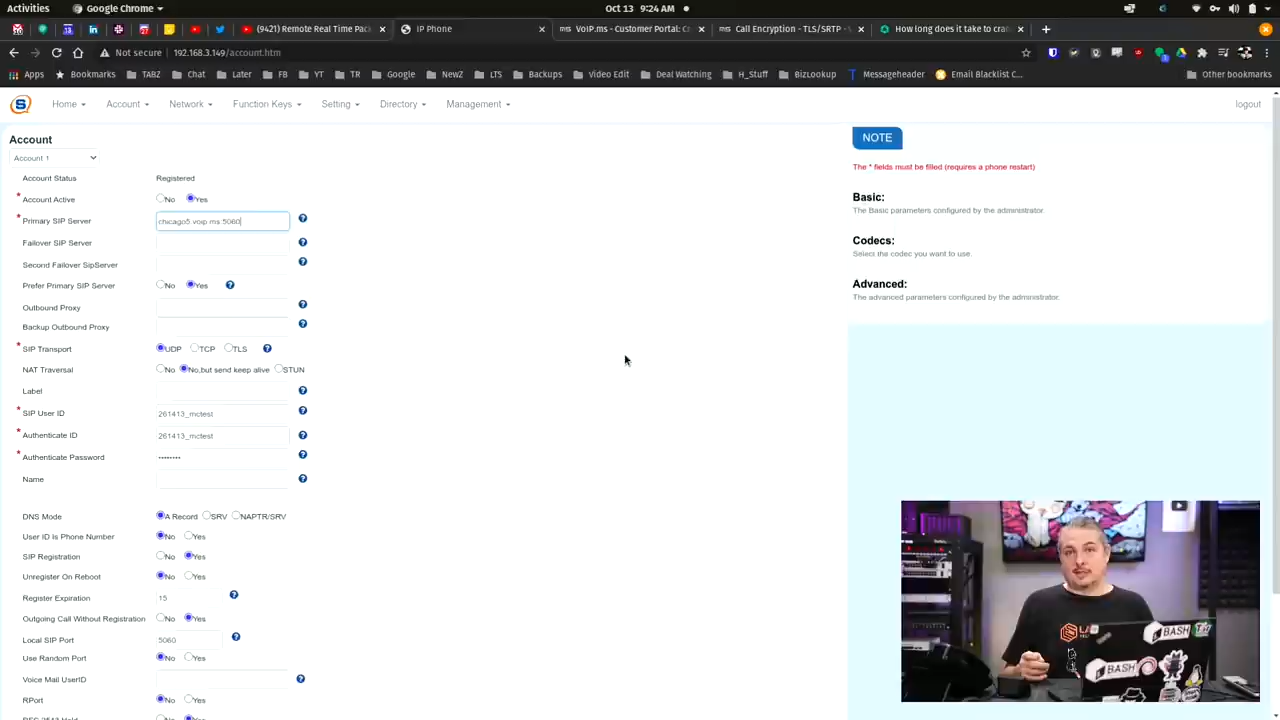 Activities
Google Chrome
Oct 13 9:24 AM
(9421) Remote Real Time Pack
IP Phone
VoIP.ms - Customer Portal: C
Call Encryption - TLS/SRTP -
How long does it take to cra
Not secure 192.168.3.149/account.htm
Apps
Bookmarks
TABZ
Chat
Later
FB
YT
TR
Google
NewZ
LTS
Backups
Video Edit
Deal Watching
H_Stuff
BizLookup
Messageheader
Email Blacklist C...
Other bookmarks
Home
Account
Network
Function Keys
Setting
Directory
Management
logout
Account
Account 1
Account Status Registered
* Account Active No Yes
* Primary SIP Server chicago5.voip.ms:5060
Failover SIP Server
Second Failover SipServer
Prefer Primary SIP Server No Yes
Outbound Proxy
Backup Outbound Proxy
* SIP Transport UDP TCP TLS
NAT Traversal No No,but send keep alive STUN
Label
* SIP User ID 261413_mctest
* Authenticate ID 261413_mctest
* Authenticate Password ••••••••
Name
DNS Mode A Record SRV NAPTR/SRV
User ID Is Phone Number No Yes
SIP Registration No Yes
Unregister On Reboot No Yes
Register Expiration 15
Outgoing Call Without Registration No Yes
Local SIP Port 5060
Use Random Port No Yes
Voice Mail UserID
RPort No Yes
NOTE
The * fields must be filled (requires a phone restart)
Basic:
The Basic parameters configured by the administrator.
Codecs:
Select the codec you want to use.
Advanced:
The advanced parameters configured by the administrator.
BASH
BASH